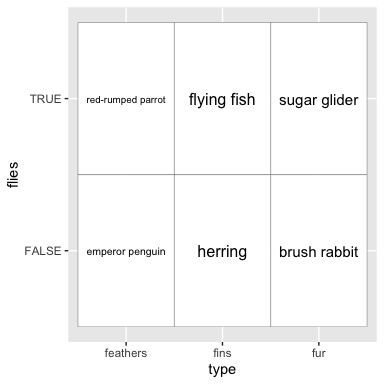 flies
TRUE
red-rumped parrot
flying fish
sugar glider
FALSE
emperor penguin
herring
brush rabbit
feathers
fins
fur
type